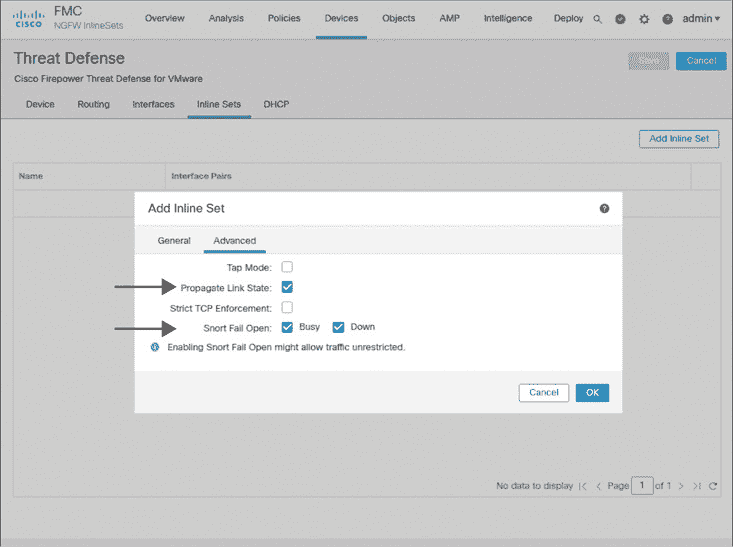 cisco
FMC
NGFW InlineSets
Overview Analysis Policies Devices Objects AMP Intelligence Deploy admin
Threat Defense
Save Cancel
Cisco Firepower Threat Defense for VMware
Device Routing Interfaces Inline Sets DHCP
Add Inline Set
Name Interface Pairs
Add Inline Set
General Advanced
Tap Mode:
Propagate Link State:
Strict TCP Enforcement:
Snort Fail Open: Busy Down
Enabling Snort Fail Open might allow traffic unrestricted.
Cancel OK
No data to display Page 1 of 1